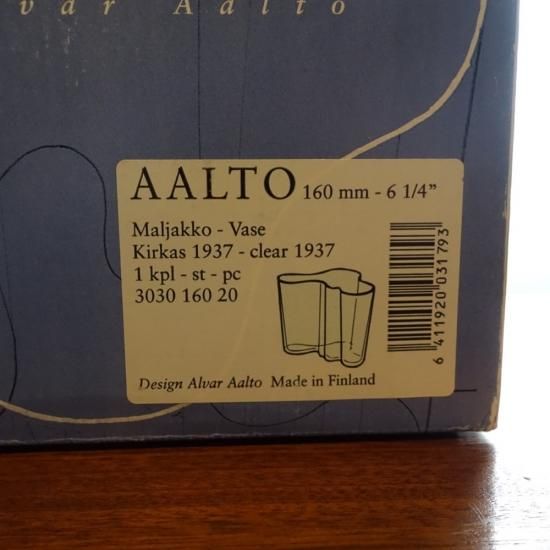 lvar Aalto
AALTO 160 mm - 6 1/4”
Maljakko - Vase
Kirkas 1937 - clear 1937
1 kpl - st - pc
3030 160 20
Design Alvar Aalto Made in Finland
6 411920 031793